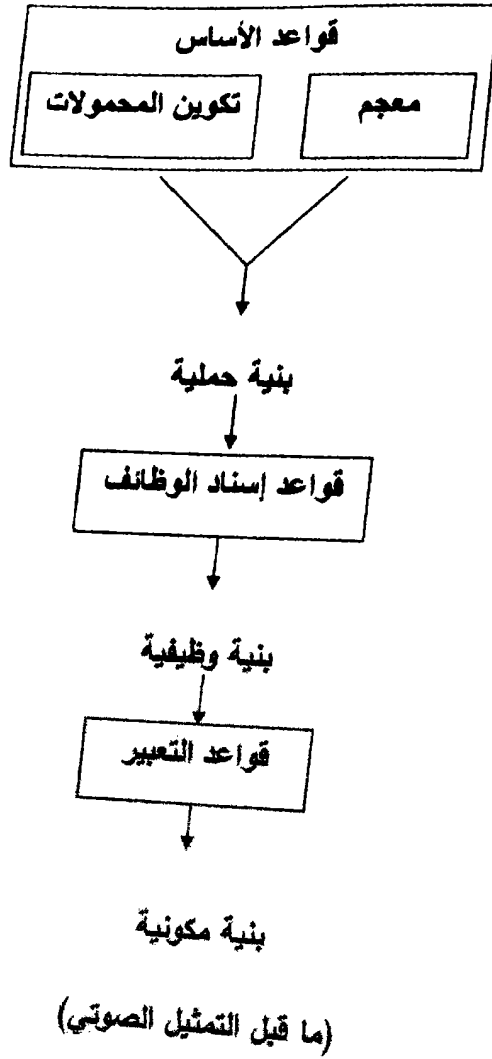 قواعد الأساس
معجم
تكوين المحمولات
بنية حملية
قواعد إسناد الوظائف
بنية وظيفية
قواعد التعبير
بنية مكونية
(ما قبل التمثيل الصوتي)